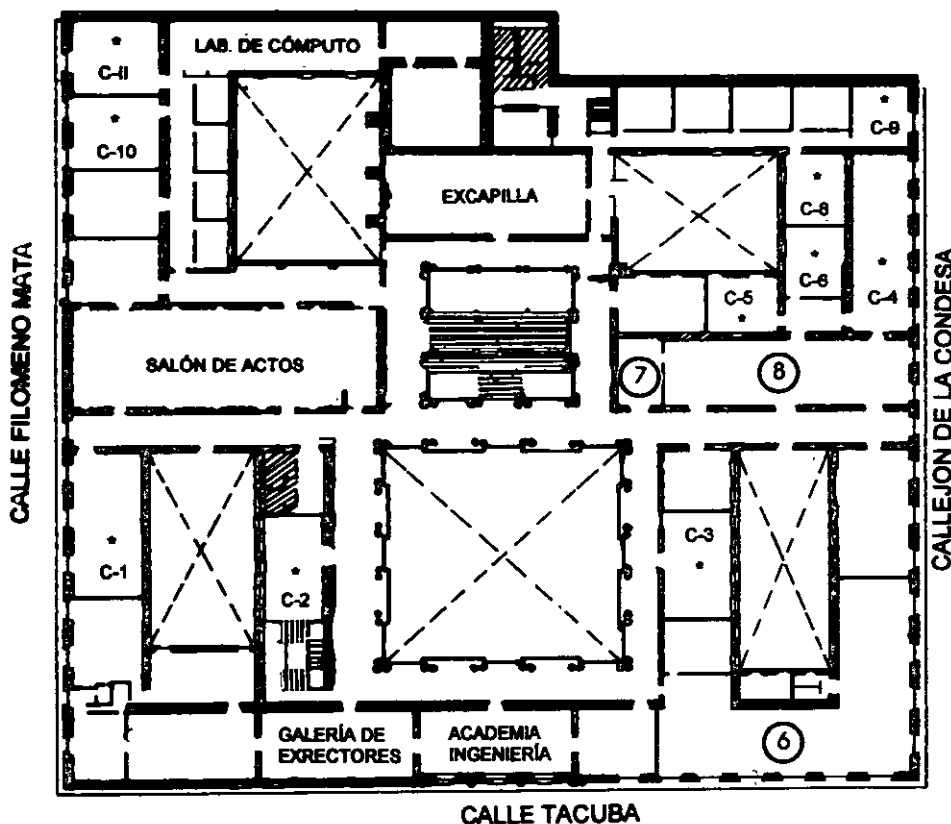 LAB. DE CÓMPUTO
C-11
C-10
C-9
EXCAPILLA
C-8
C-6
C-5
C-4
SALÓN DE ACTOS
7
8
CALLE FILOMENO MATA
CALLEJON DE LA CONDESA
C-1
C-2
C-3
GALERÍA DE
EXRECTORES
ACADEMIA
INGENIERÍA
6
CALLE TACUBA